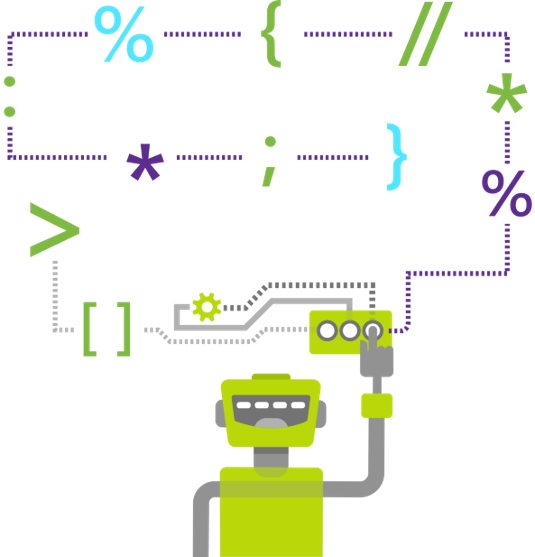 % { //
: *
* ; }
%
>
[ ]